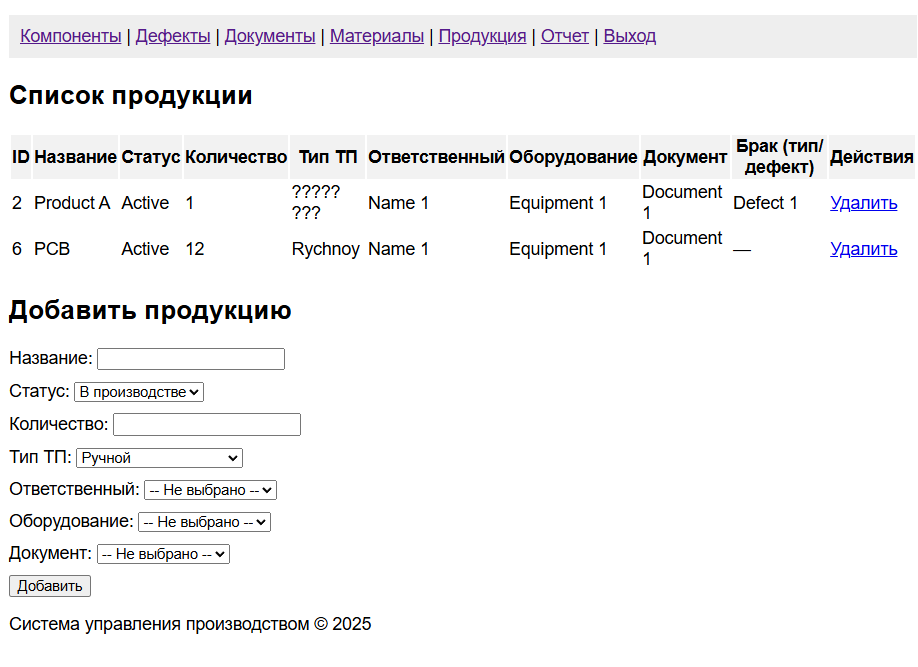 Компоненты | Дефекты | Документы | Материалы | Продукция | Отчет | Выход
Список продукции
ID Название Статус Количество Тип ТП Ответственный Оборудование Документ Брак (тип/ дефект) Действия
2 Product A Active 1 ????? ??? Name 1 Equipment 1 Document 1 Defect 1 Удалить
6 PCB Active 12 Rychnoy Name 1 Equipment 1 Document 1 — Удалить
Добавить продукцию
Название:
Статус: В производстве
Количество:
Тип ТП: Ручной
Ответственный: -- Не выбрано --
Оборудование: -- Не выбрано --
Документ: -- Не выбрано --
Добавить
Система управления производством © 2025